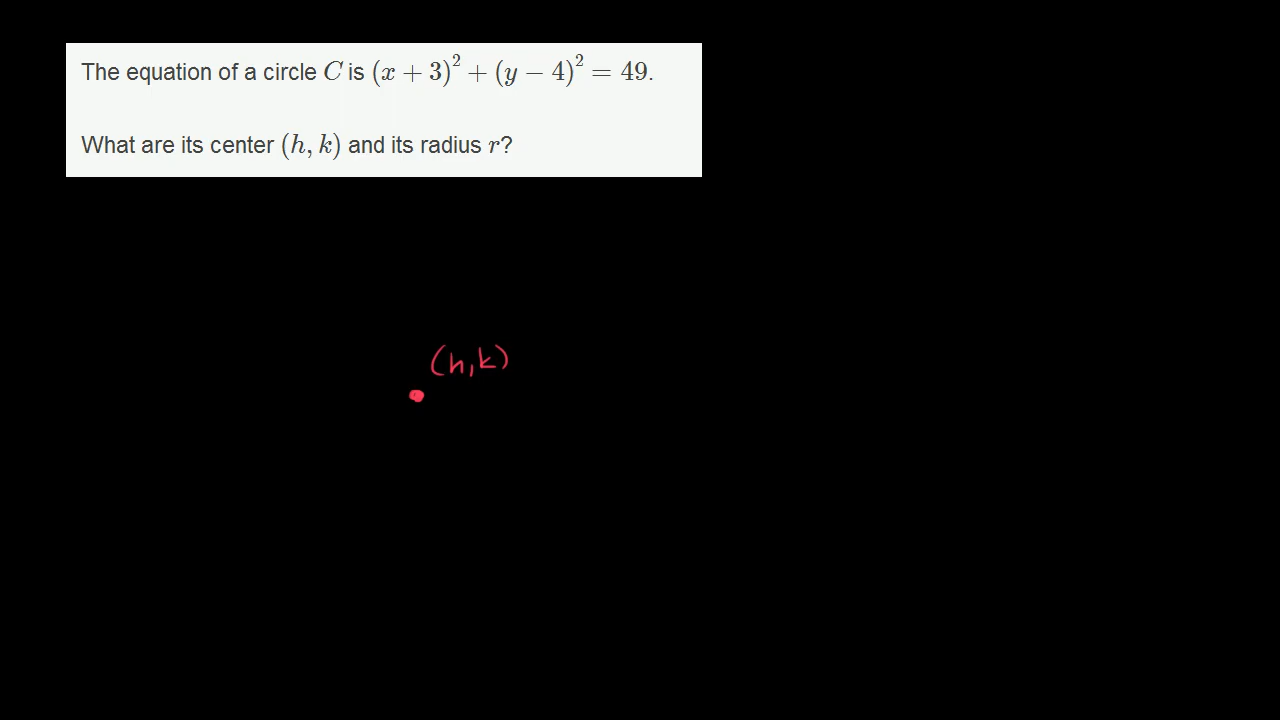 The equation of a circle C is (x + 3)² + (y − 4)² = 49.
What are its center (h, k) and its radius r?
(h,k)